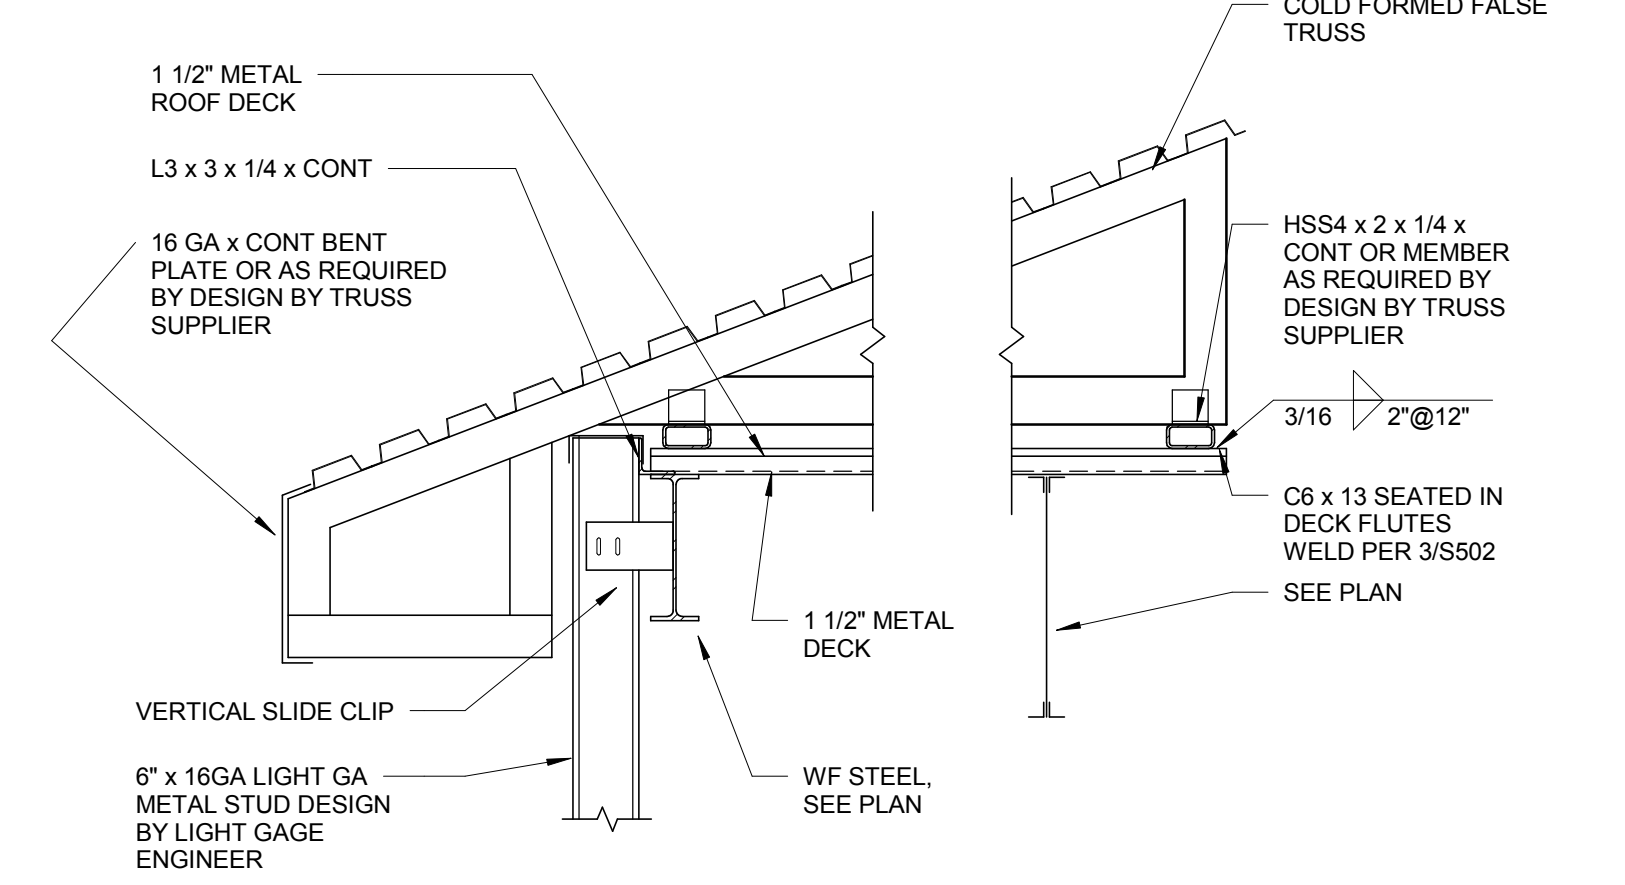 COLD FORMED FALSE
TRUSS
1 1/2" METAL
ROOF DECK
L3 x 3 x 1/4 x CONT
16 GA x CONT BENT
PLATE OR AS REQUIRED
BY DESIGN BY TRUSS
SUPPLIER
HSS4 x 2 x 1/4 x
CONT OR MEMBER
AS REQUIRED BY
DESIGN BY TRUSS
SUPPLIER
3/16 2"@12"
C6 x 13 SEATED IN
DECK FLUTES
WELD PER 3/S502
SEE PLAN
1 1/2" METAL
DECK
VERTICAL SLIDE CLIP
6" x 16GA LIGHT GA
METAL STUD DESIGN
BY LIGHT GAGE
ENGINEER
WF STEEL,
SEE PLAN